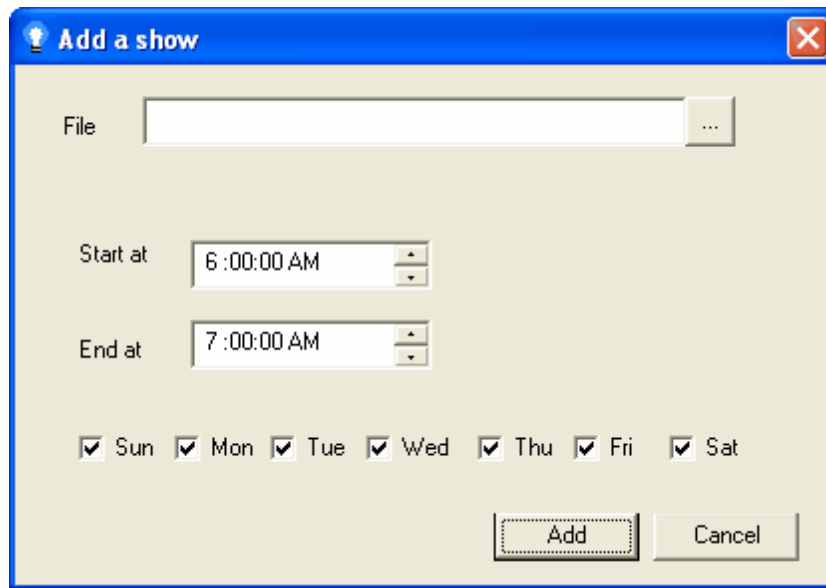 Add a show
File ...
Start at 6 :00:00 AM
End at 7 :00:00 AM
Sun Mon Tue Wed Thu Fri Sat
Add Cancel